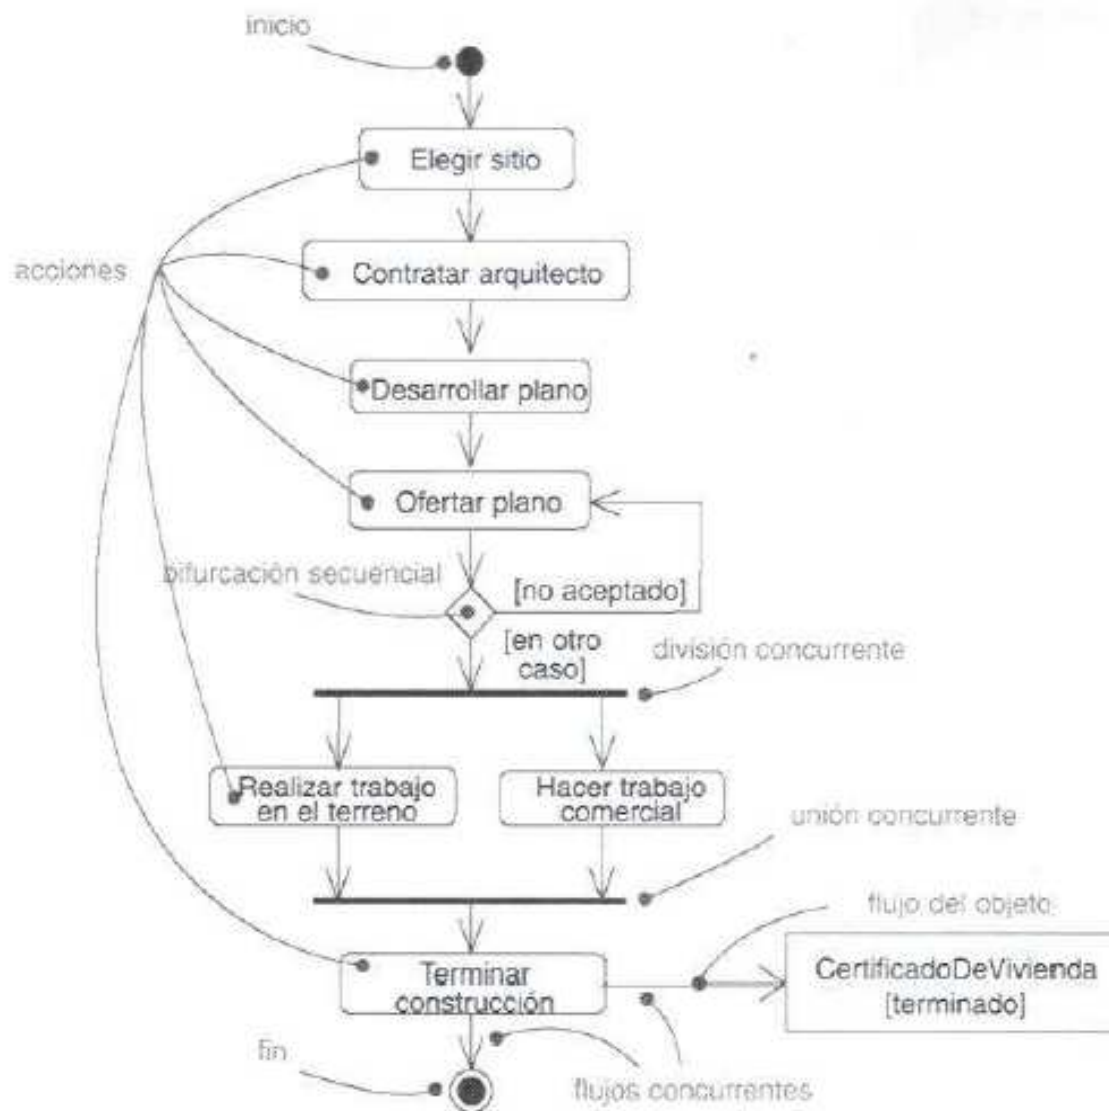 inicio
Elegir sitio
acciones
Contratar arquitecto
Desarrollar plano
Ofertar plano
bifurcación secuencial
[no aceptado]
[en otro
caso]
división concurrente
Realizar trabajo
en el terreno
Hacer trabajo
comercial
unión concurrente
flujo del objeto
Terminar
construcción
CertificadoDeVivienda
[terminado]
fin
flujos concurrentes